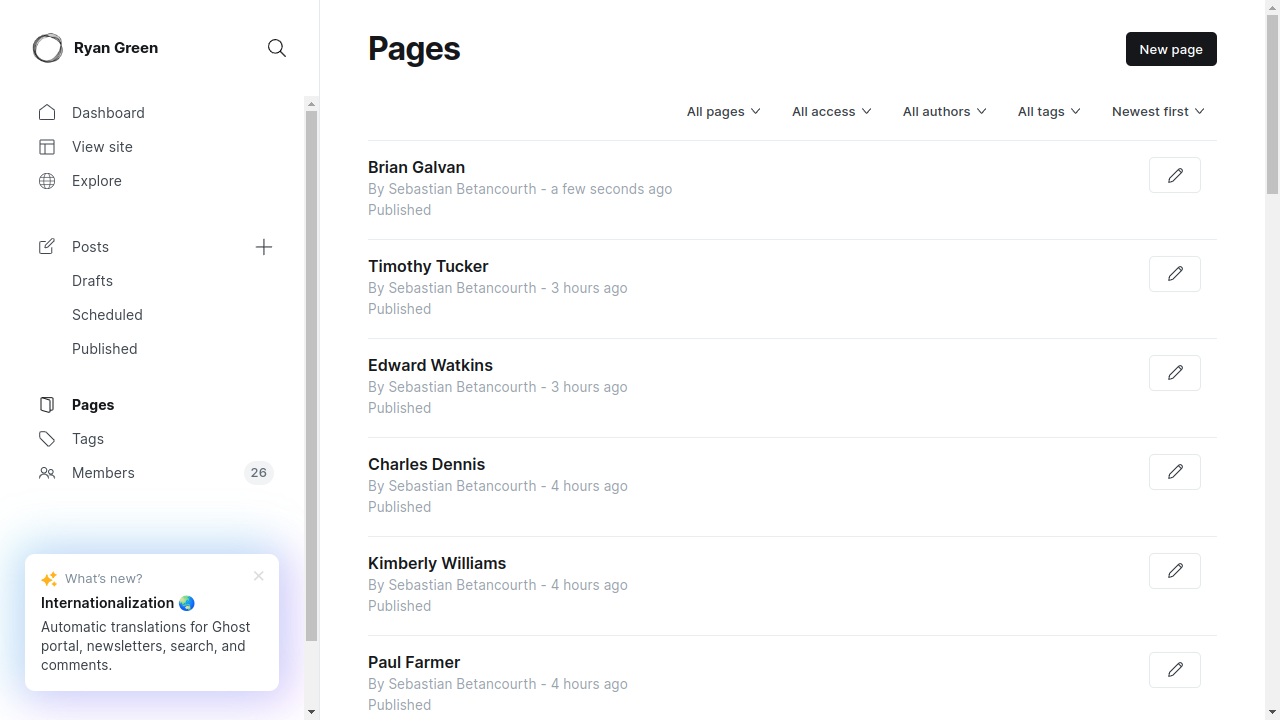 Ryan Green
Dashboard
View site
Explore
Posts
Drafts
Scheduled
Published
Pages
Tags
Members
26
What's new?
Internationalization 🌏
Automatic translations for Ghost
portal, newsletters, search, and
comments.
Pages
New page
All pages
All access
All authors
All tags
Newest first
Brian Galvan
By Sebastian Betancourth - a few seconds ago
Published
Timothy Tucker
By Sebastian Betancourth - 3 hours ago
Published
Edward Watkins
By Sebastian Betancourth - 3 hours ago
Published
Charles Dennis
By Sebastian Betancourth - 4 hours ago
Published
Kimberly Williams
By Sebastian Betancourth - 4 hours ago
Published
Paul Farmer
By Sebastian Betancourth - 4 hours ago
Published